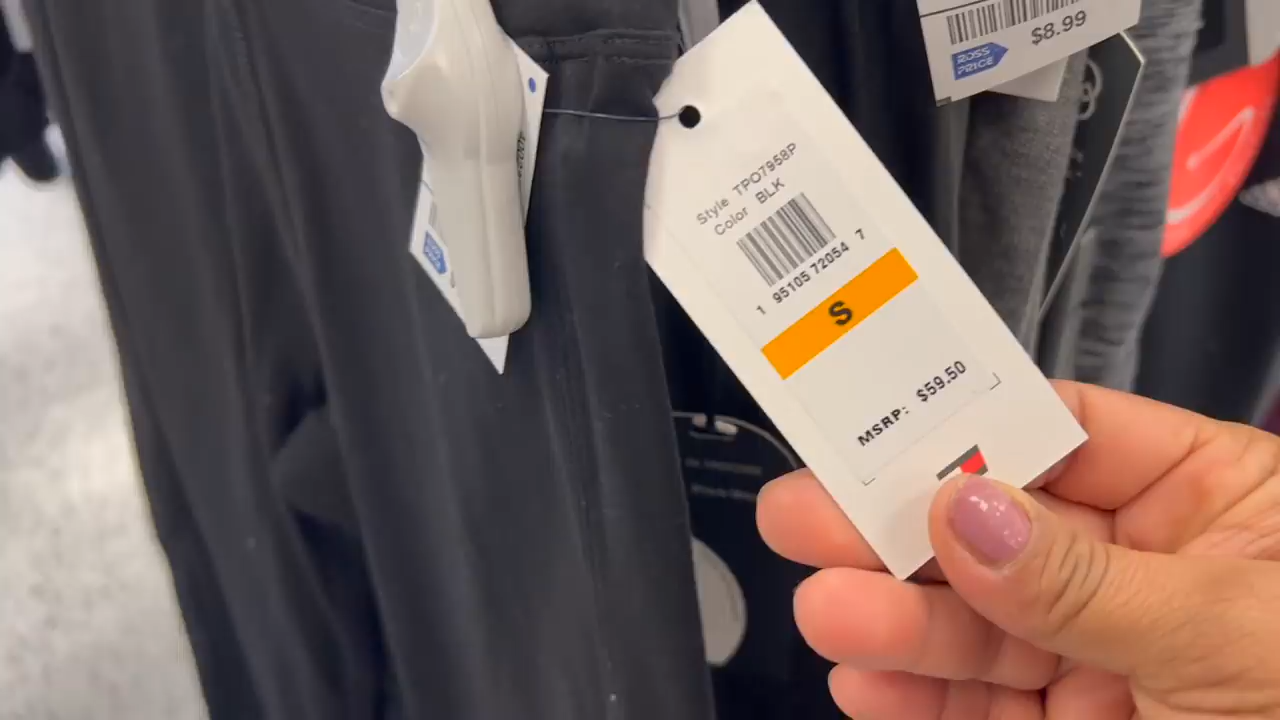 $8.99
ROSS
PRICE
Style TPO7958P
Color BLK
1 95105 72054 7
S
MSRP: $59.50